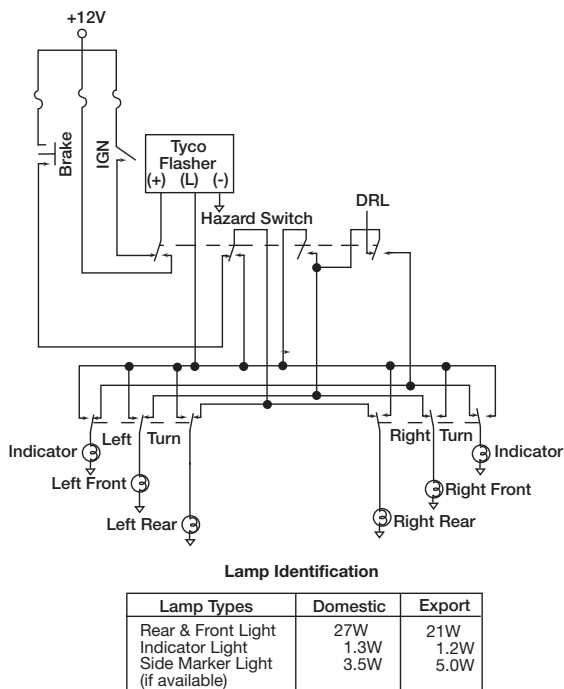 +12V
Brake
IGN
Tyco
Flasher
(+) (L) (-)
Hazard Switch
DRL
Left Turn
Right Turn
Indicator
Indicator
Left Front
Right Front
Left Rear
Right Rear
Lamp Identification
Lamp Types Domestic Export
Rear & Front Light 27W 21W
Indicator Light 1.3W 1.2W
Side Marker Light 3.5W 5.0W
(if available)